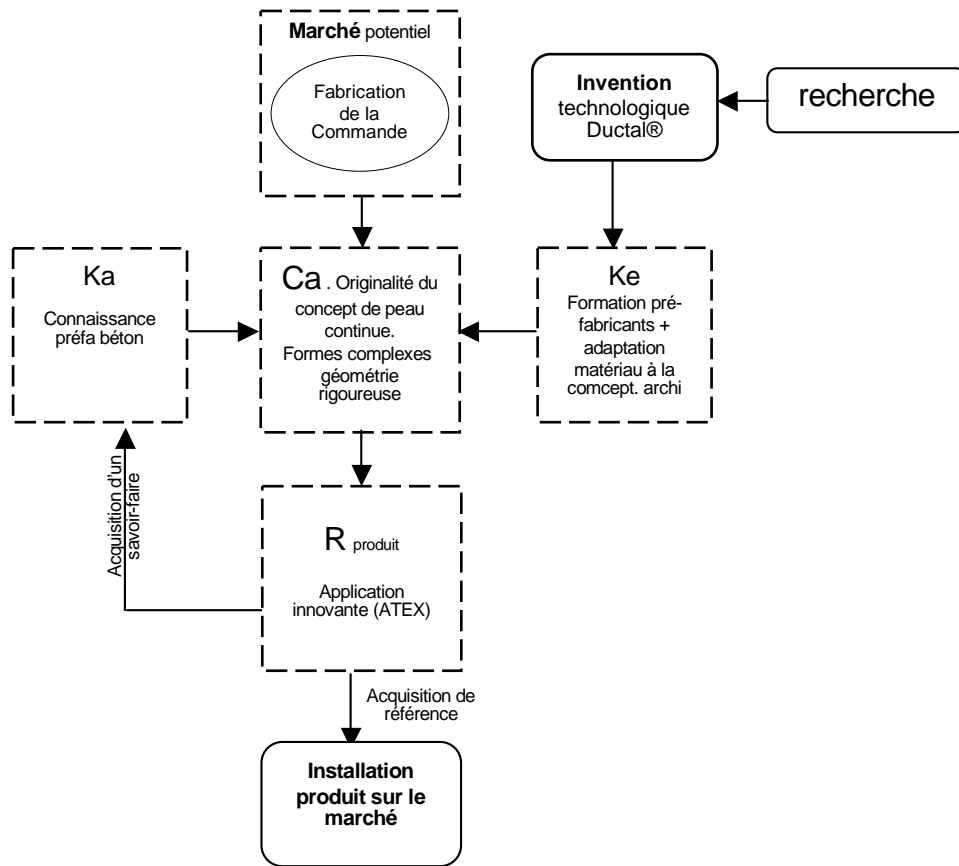 Marché potentiel
Fabrication
de la
Commande
Invention
technologique
Ductal®
recherche
Ka
Connaissance
préfa béton
Ca . Originalité du
concept de peau
continue.
Formes complexes
géométrie
rigoureuse
Ke
Formation pré-
fabricants +
adaptation
matériau à la
comcept. archi
Acquisition d'un
savoir-faire
R produit
Application
innovante (ATEX)
Acquisition de
référence
Installation
produit sur le
marché